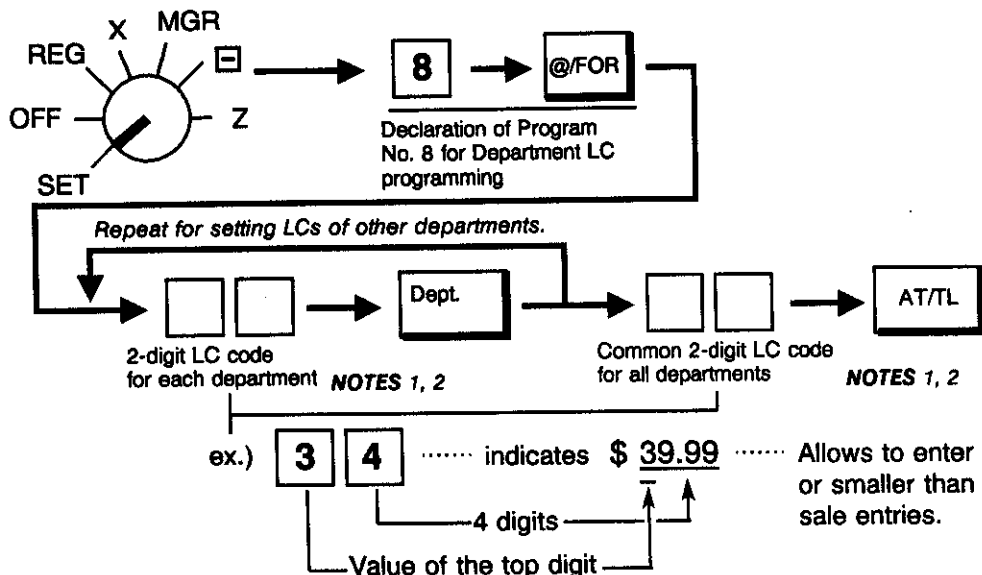 MGR
X
REG
OFF
Z
SET
8
@/FOR
Declaration of Program
No. 8 for Department LC
programming
Repeat for setting LCs of other departments.
Dept.
AT/TL
2-digit LC code
for each department NOTES 1, 2
Common 2-digit LC code
for all departments NOTES 1, 2
ex.) 3 4 ······ indicates $ 39.99 ······ Allows to enter
or smaller than
sale entries.
4 digits
Value of the top digit